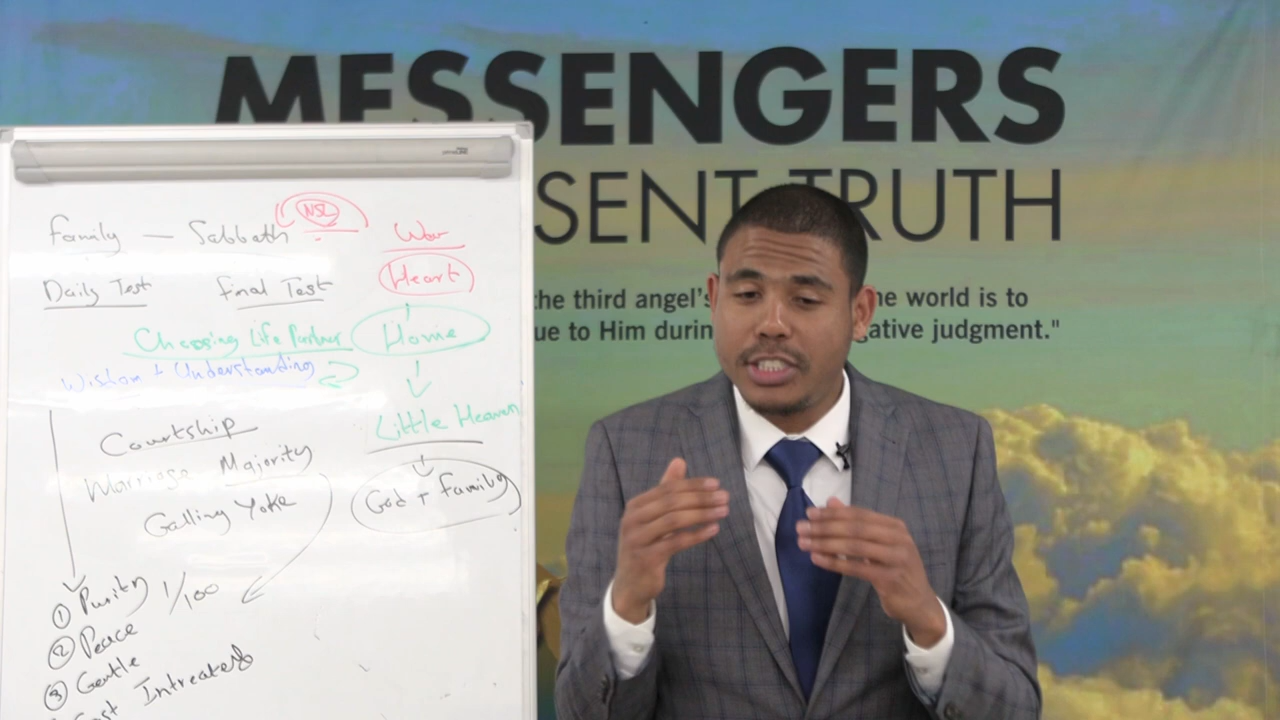 MESSENGERS
SENT TRUTH
the third angel's he world is to
ue to Him durin gative judgment."
NSL
Family — Sabbath
War
Daily Test Final Test
Heart
Choosing Life Partner Home
Wisdom + Understanding
Little Heaven
Courtship
Marriage Majority
God + Family
Galling Yoke
① Purity 1/100
② Peace
③ Gentle
Intreated